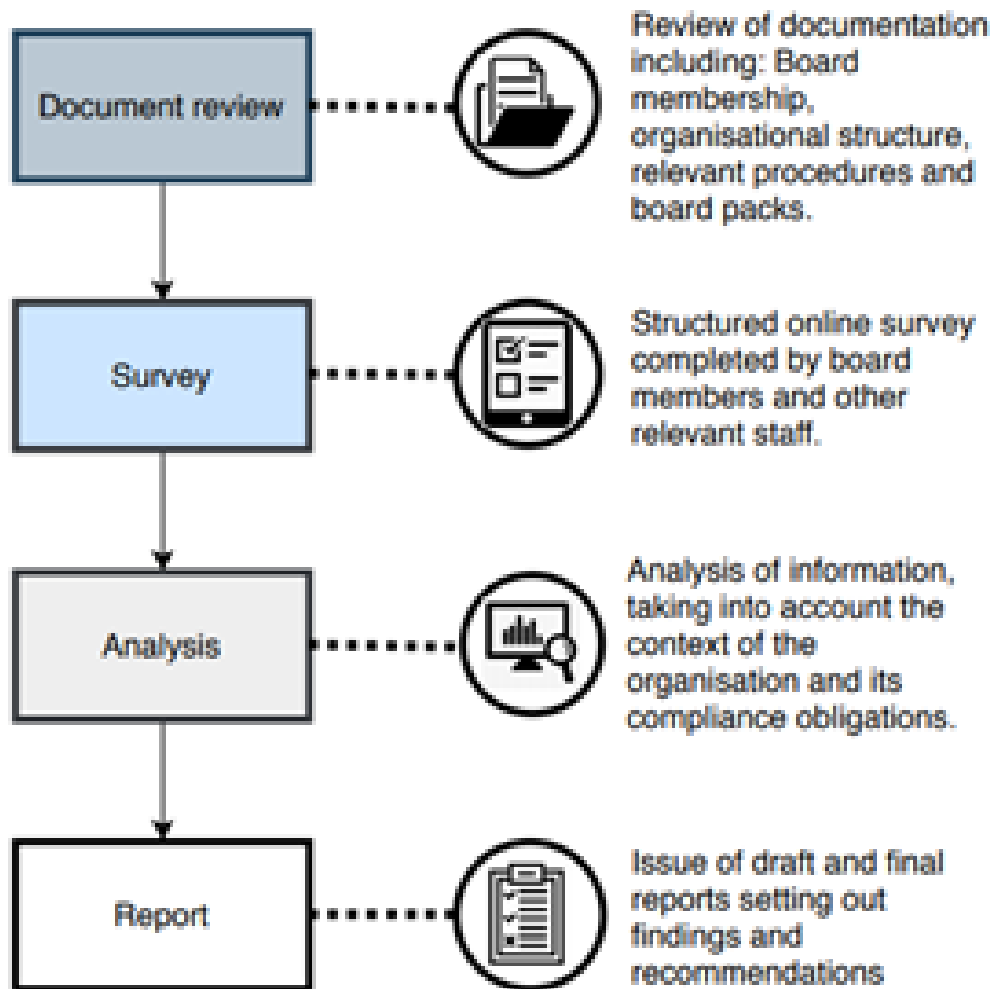 Document review
Review of documentation
including: Board
membership,
organisational structure,
relevant procedures and
board packs.
Survey
Structured online survey
completed by board
members and other
relevant staff.
Analysis
Analysis of information,
taking into account the
context of the
organisation and its
compliance obligations.
Report
Issue of draft and final
reports setting out
findings and
recommendations